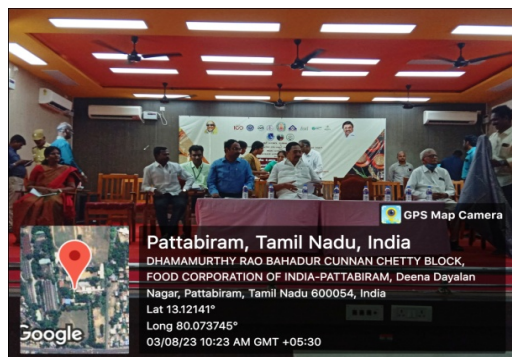 GPS Map Camera
Pattabiram, Tamil Nadu, India
DHAMAMURTHY RAO BAHADUR CUNNAN CHETTY BLOCK,
FOOD CORPORATION OF INDIA-PATTABIRAM, Deena Dayalan
Nagar, Pattabiram, Tamil Nadu 600054, India
Lat 13.12141°
Long 80.073745°
03/08/23 10:23 AM GMT +05:30
Google